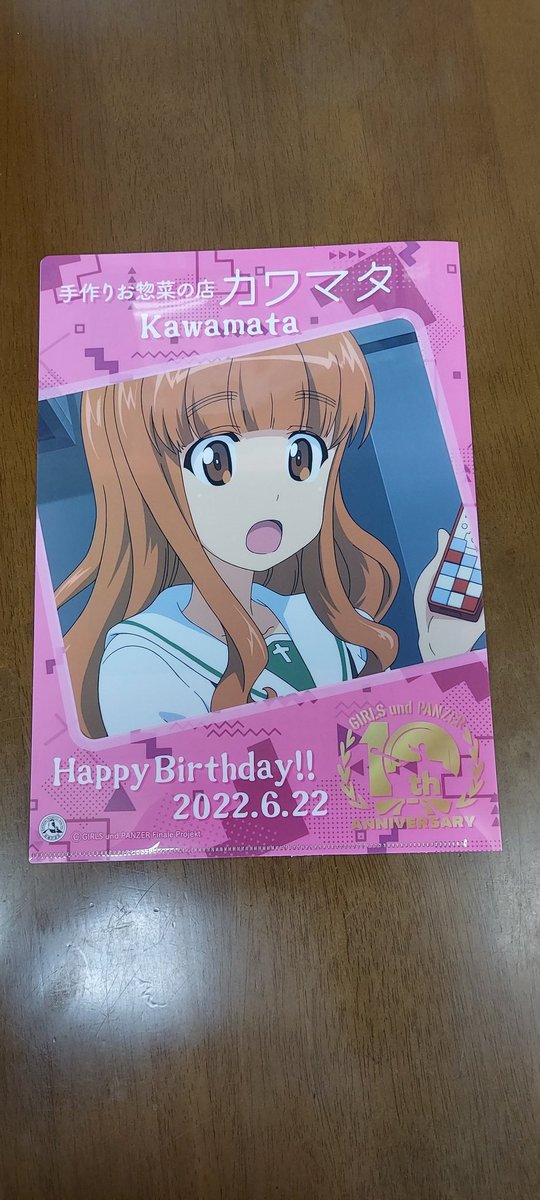 手作りお惣菜の店 カワマタ
Kawamata
GIRLS und PANZER
10th
ANNIVERSARY
Happy Birthday!!
2022.6.22
© GIRLS und PANZER Finale Projekt